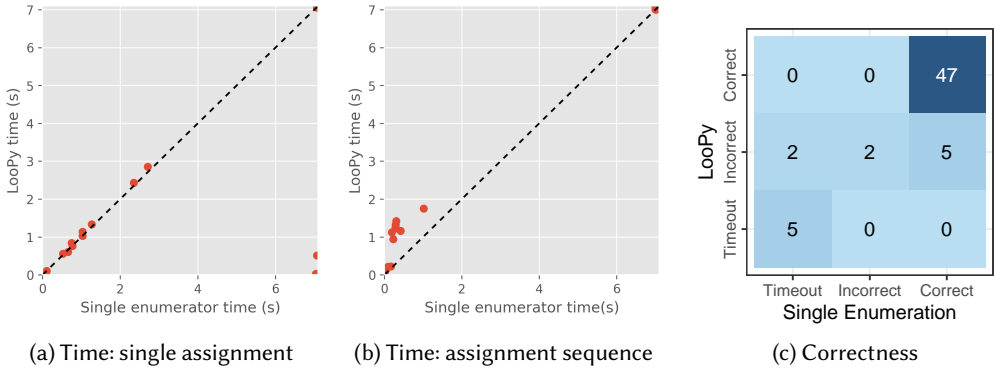 7
6
5
4
3
2
1
0
LooPy time (s)
0 2 4 6
Single enumerator time (s)
(a) Time: single assignment
7
6
5
4
3
2
1
0
LooPy time (s)
0 2 4 6
Single enumerator time(s)
(b) Time: assignment sequence
LooPy
Correct
Incorrect
Timeout
0 0 47
2 2 5
5 0 0
Timeout Incorrect Correct
Single Enumeration
(c) Correctness